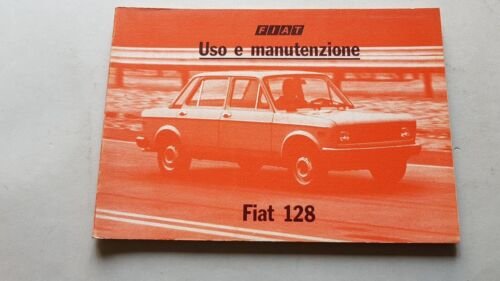 FIAT
Uso e manutenzione
Fiat 128